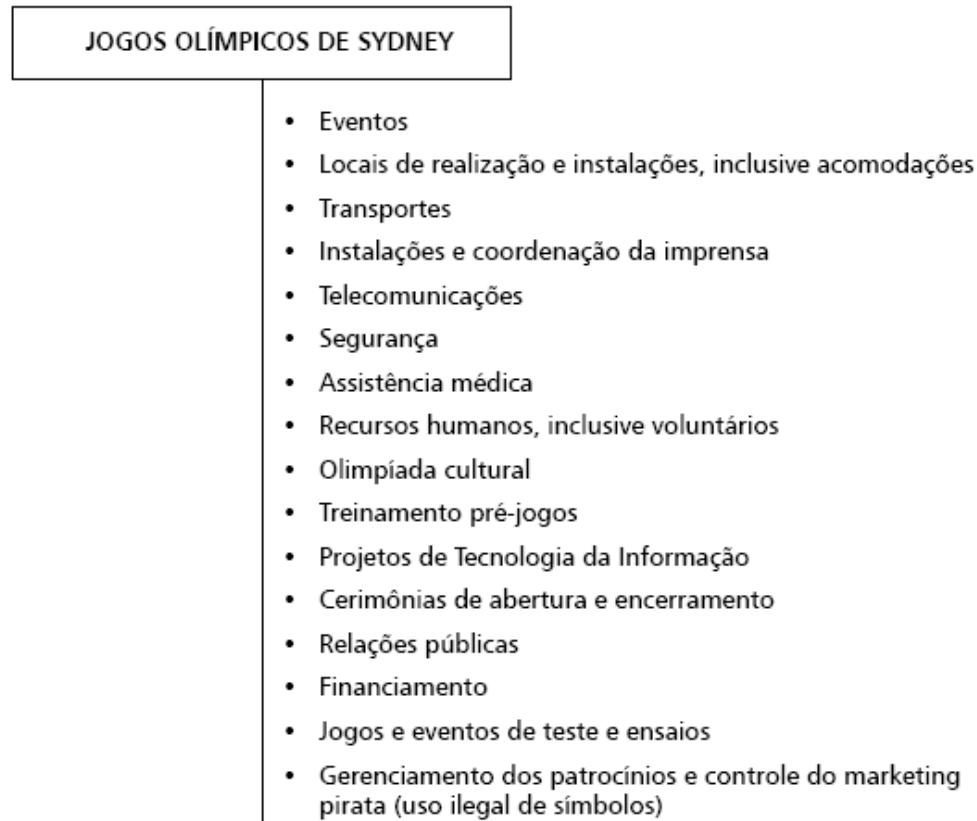 JOGOS OLÍMPICOS DE SYDNEY
• Eventos
• Locais de realização e instalações, inclusive acomodações
• Transportes
• Instalações e coordenação da imprensa
• Telecomunicações
• Segurança
• Assistência médica
• Recursos humanos, inclusive voluntários
• Olimpíada cultural
• Treinamento pré-jogos
• Projetos de Tecnologia da Informação
• Cerimônias de abertura e encerramento
• Relações públicas
• Financiamento
• Jogos e eventos de teste e ensaios
• Gerenciamento dos patrocínios e controle do marketing
pirata (uso ilegal de símbolos)